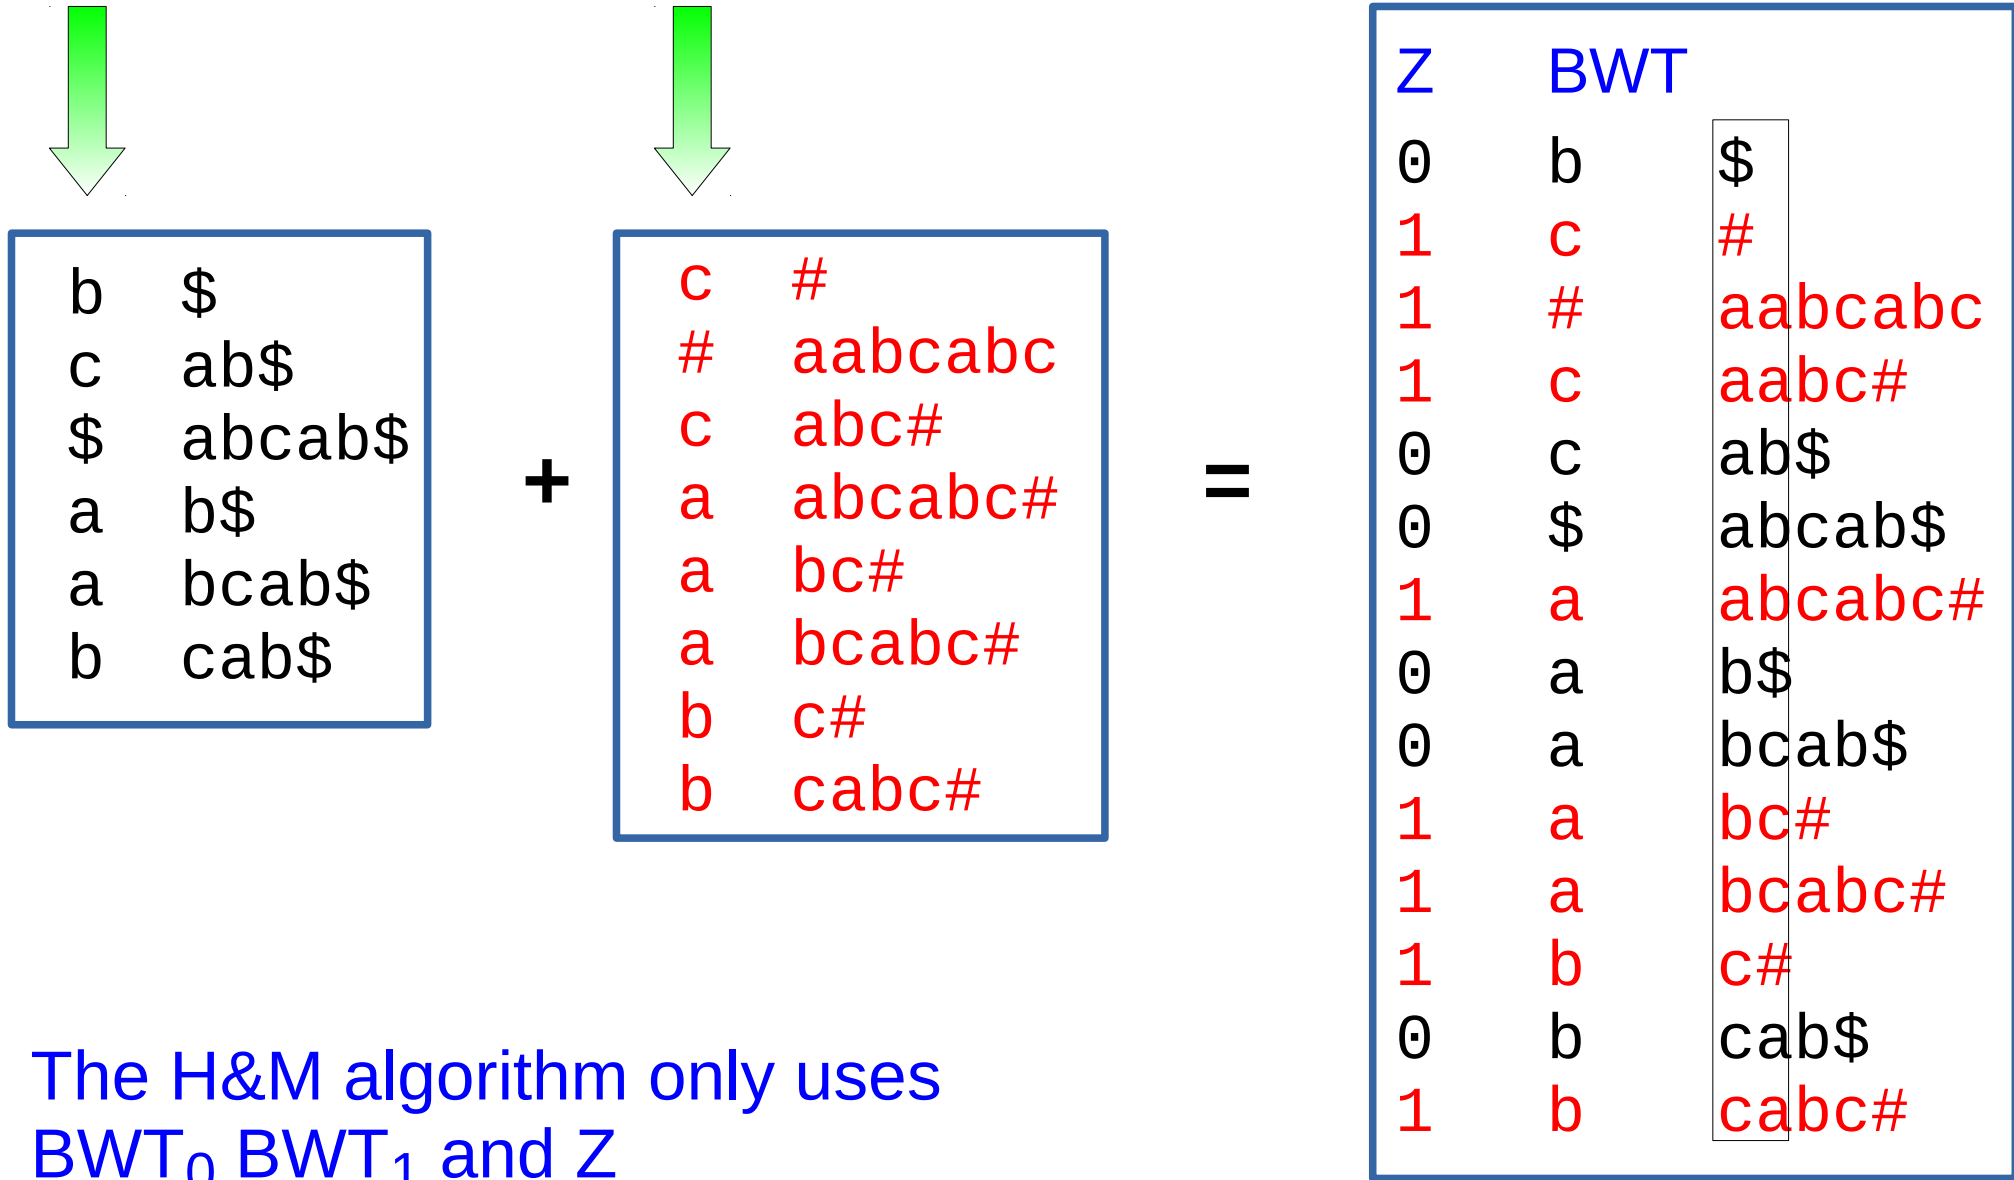 b $
c ab$
$ abcab$
a b$
a bcab$
b cab$
+
c #
# aabcabc
c abc#
a abcabc#
a bc#
a bcabc#
b c#
b cabc#
=
Z BWT
0 b $
1 c #
1 # aabcabc
1 c aabc#
0 c ab$
0 $ abcab$
1 a abcabc#
0 a b$
0 a bcab$
1 a bc#
1 a bcabc#
1 b c#
0 b cab$
1 b cabc#
The H&M algorithm only uses
BWT₀ BWT₁ and Z